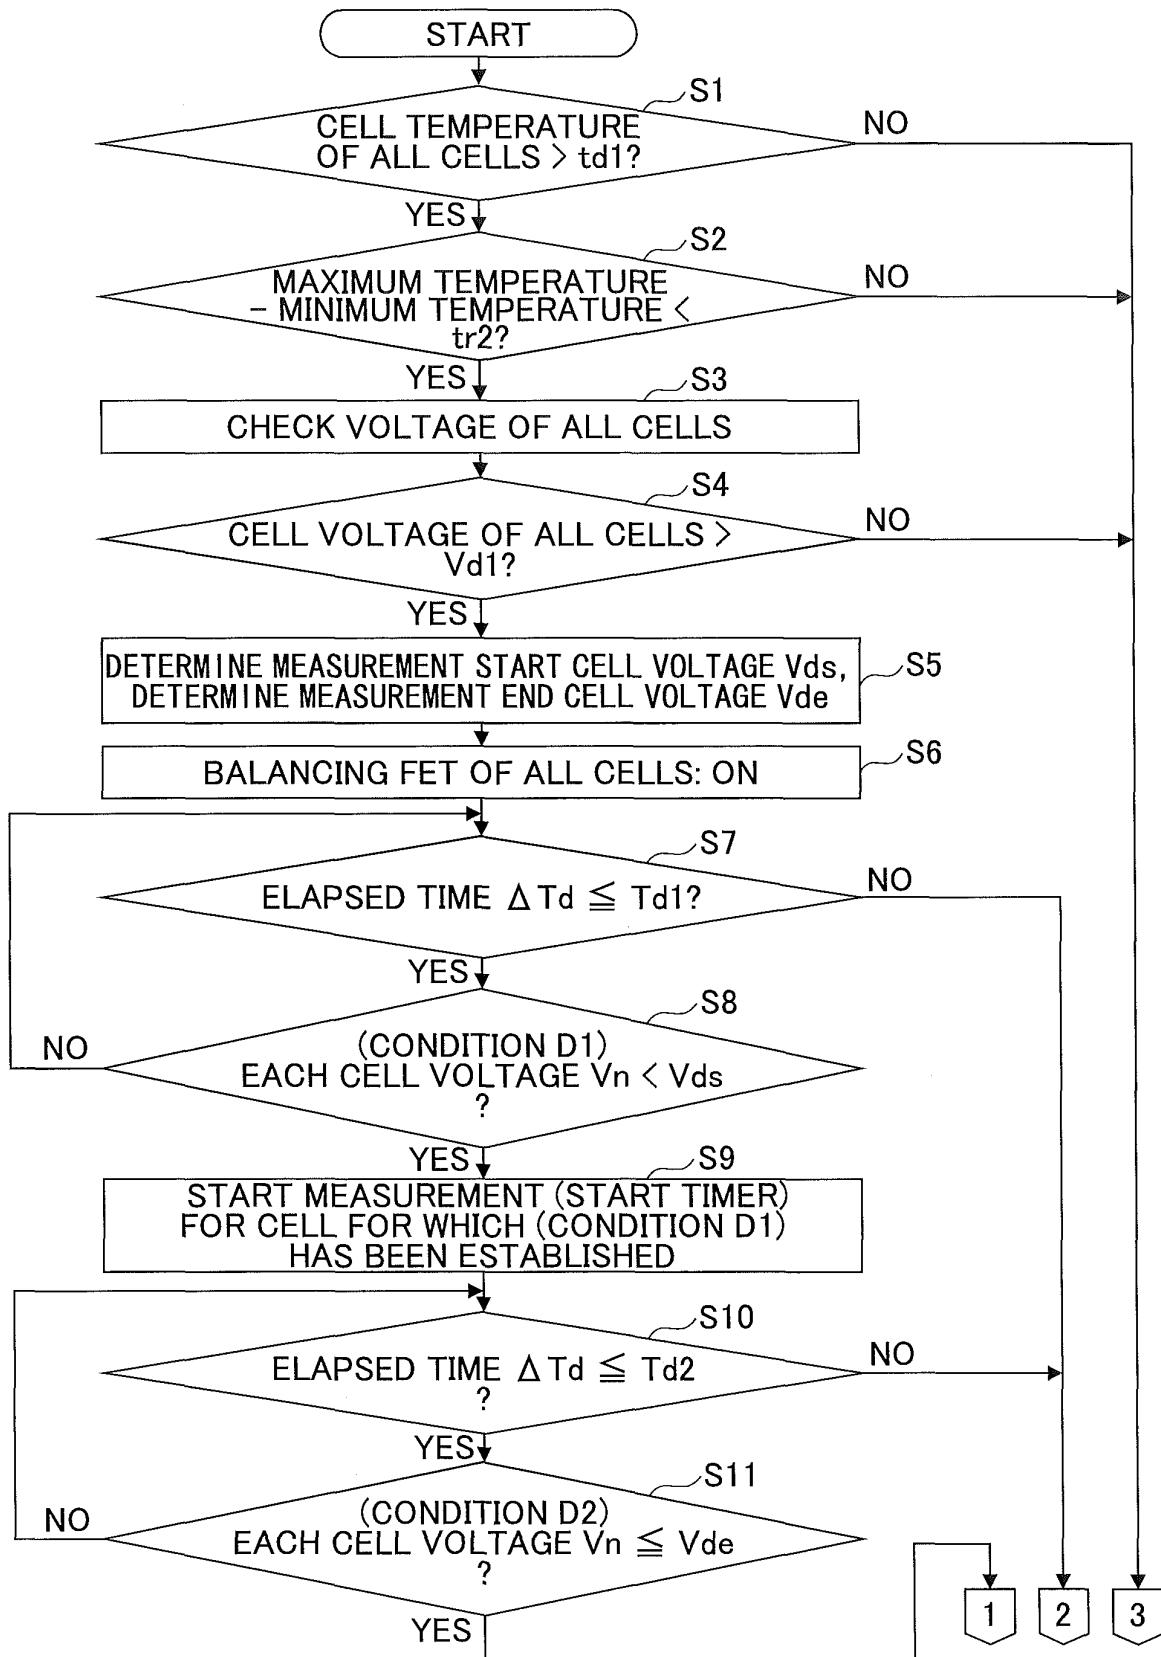 START
S1
CELL TEMPERATURE
OF ALL CELLS > td1?
NO
YES
S2
MAXIMUM TEMPERATURE
- MINIMUM TEMPERATURE <
tr2?
NO
YES
S3
CHECK VOLTAGE OF ALL CELLS
S4
CELL VOLTAGE OF ALL CELLS >
Vd1?
NO
YES
DETERMINE MEASUREMENT START CELL VOLTAGE Vds,
DETERMINE MEASUREMENT END CELL VOLTAGE Vde
S5
BALANCING FET OF ALL CELLS: ON
S6
S7
ELAPSED TIME Δ Td ≦ Td1?
NO
YES
S8
(CONDITION D1)
EACH CELL VOLTAGE Vn < Vds
?
NO
YES
S9
START MEASUREMENT (START TIMER)
FOR CELL FOR WHICH (CONDITION D1)
HAS BEEN ESTABLISHED
S10
ELAPSED TIME Δ Td ≦ Td2
?
NO
YES
S11
(CONDITION D2)
EACH CELL VOLTAGE Vn ≦ Vde
?
NO
YES
1
2
3